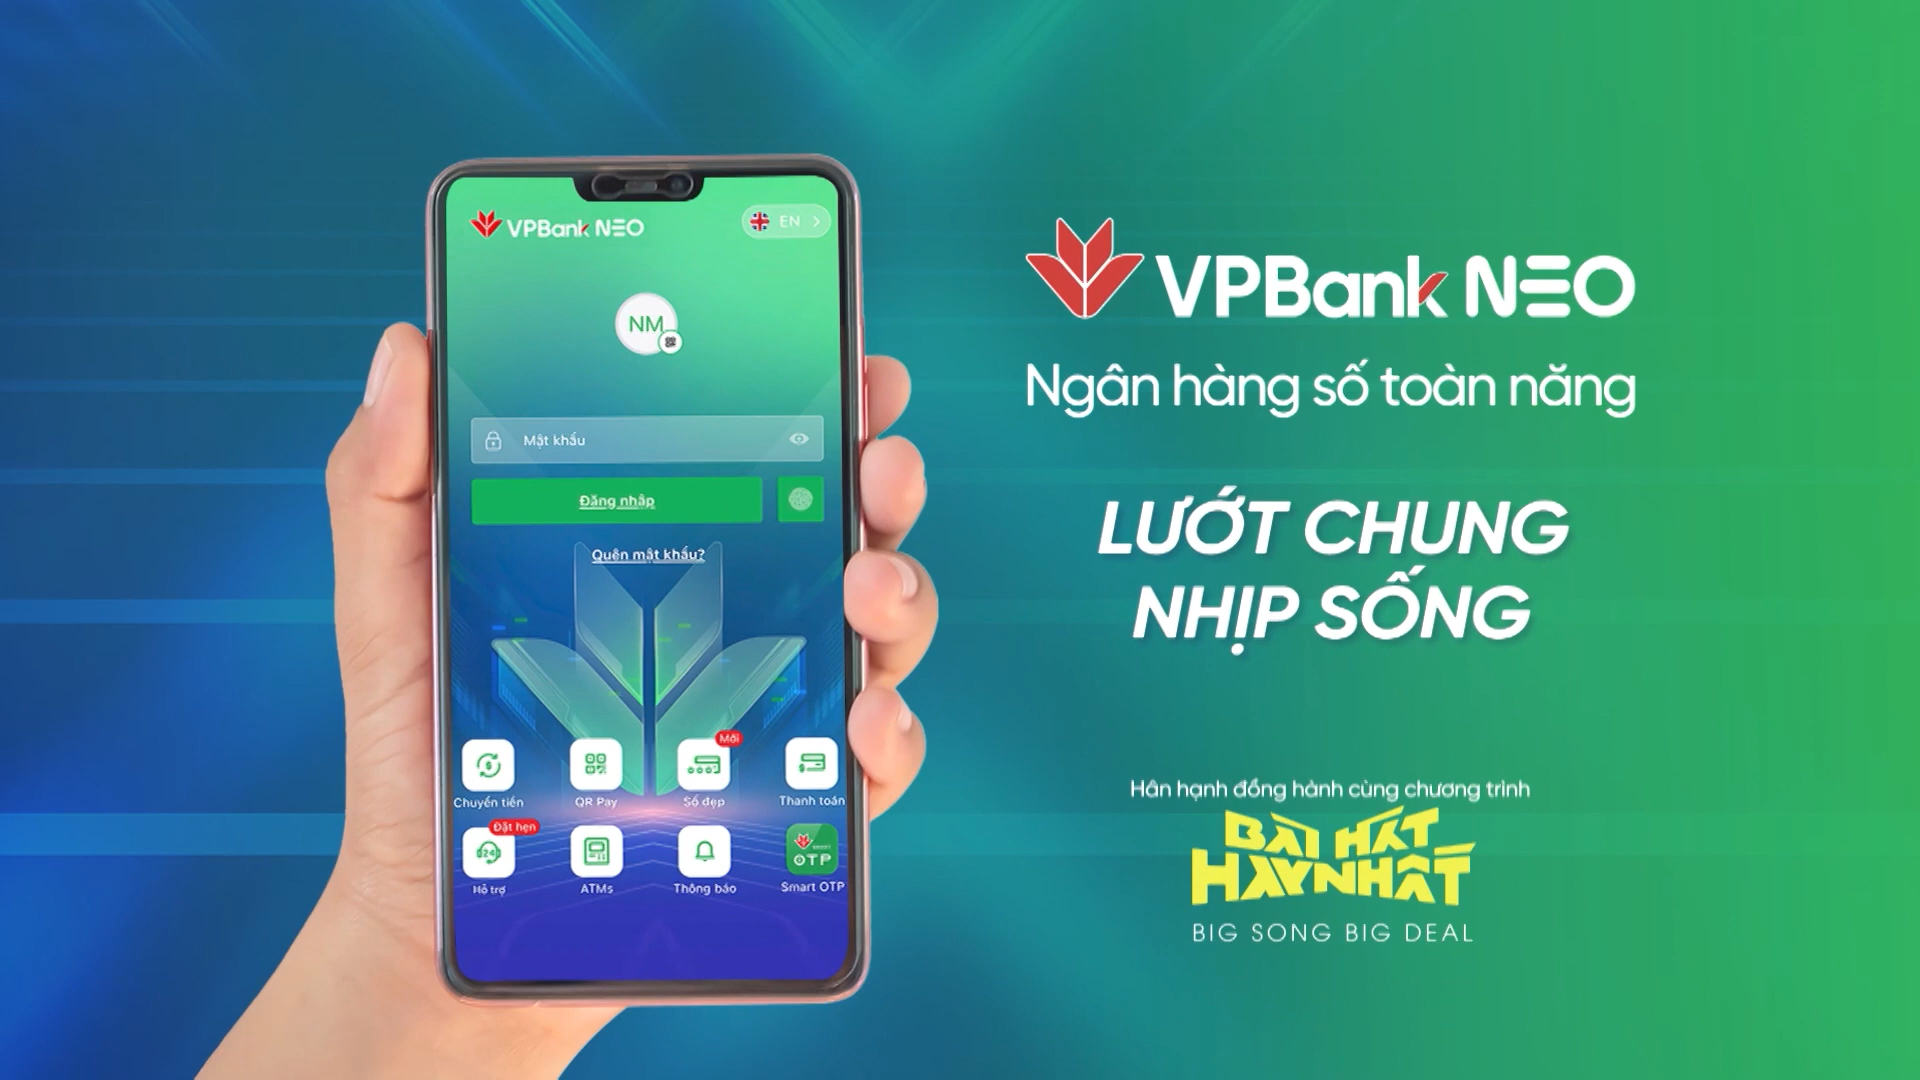 VPBank NEO
EN
NM
Mật khẩu
Đăng nhập
Quên mật khẩu?
Mới
Chuyển tiền
QR Pay
Số đẹp
Thanh toán
Đặt hẹn
24
SMART
OTP
Hỗ trợ
ATMs
Thông báo
Smart OTP
VPBank NEO
Ngân hàng số toàn năng
LƯỚT CHUNG
NHỊP SỐNG
Hân hạnh đồng hành cùng chương trình
BÀI HÁT
HAY NHẤT
BIG SONG BIG DEAL